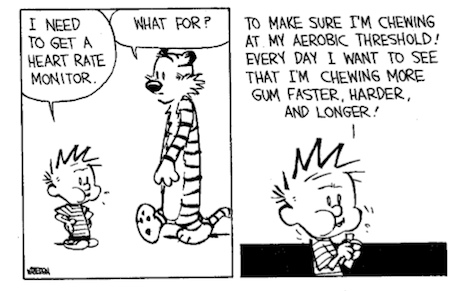 I NEED
TO GET A
HEART RATE
MONITOR.
WHAT FOR?
TO MAKE SURE I'M CHEWING
AT MY AEROBIC THRESHOLD!
EVERY DAY I WANT TO SEE
THAT I'M CHEWING MORE
GUM FASTER, HARDER,
AND LONGER!